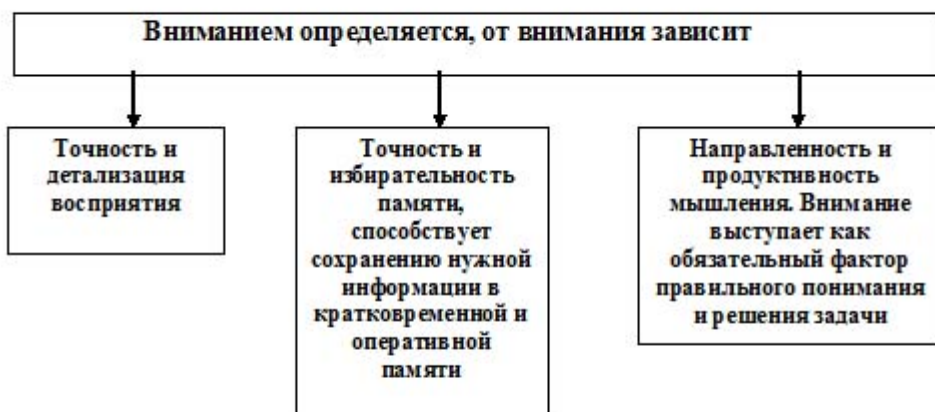 Вниманием определяется, от внимания зависит
Точность и
детализация
восприятия
Точность и
избирательность
памяти,
способствует
сохранению нужной
информации в
кратковременной и
оперативной
памяти
Направленность и
продуктивность
мышления. Внимание
выступает как
обязательный фактор
правильного понимания
и решения задачи